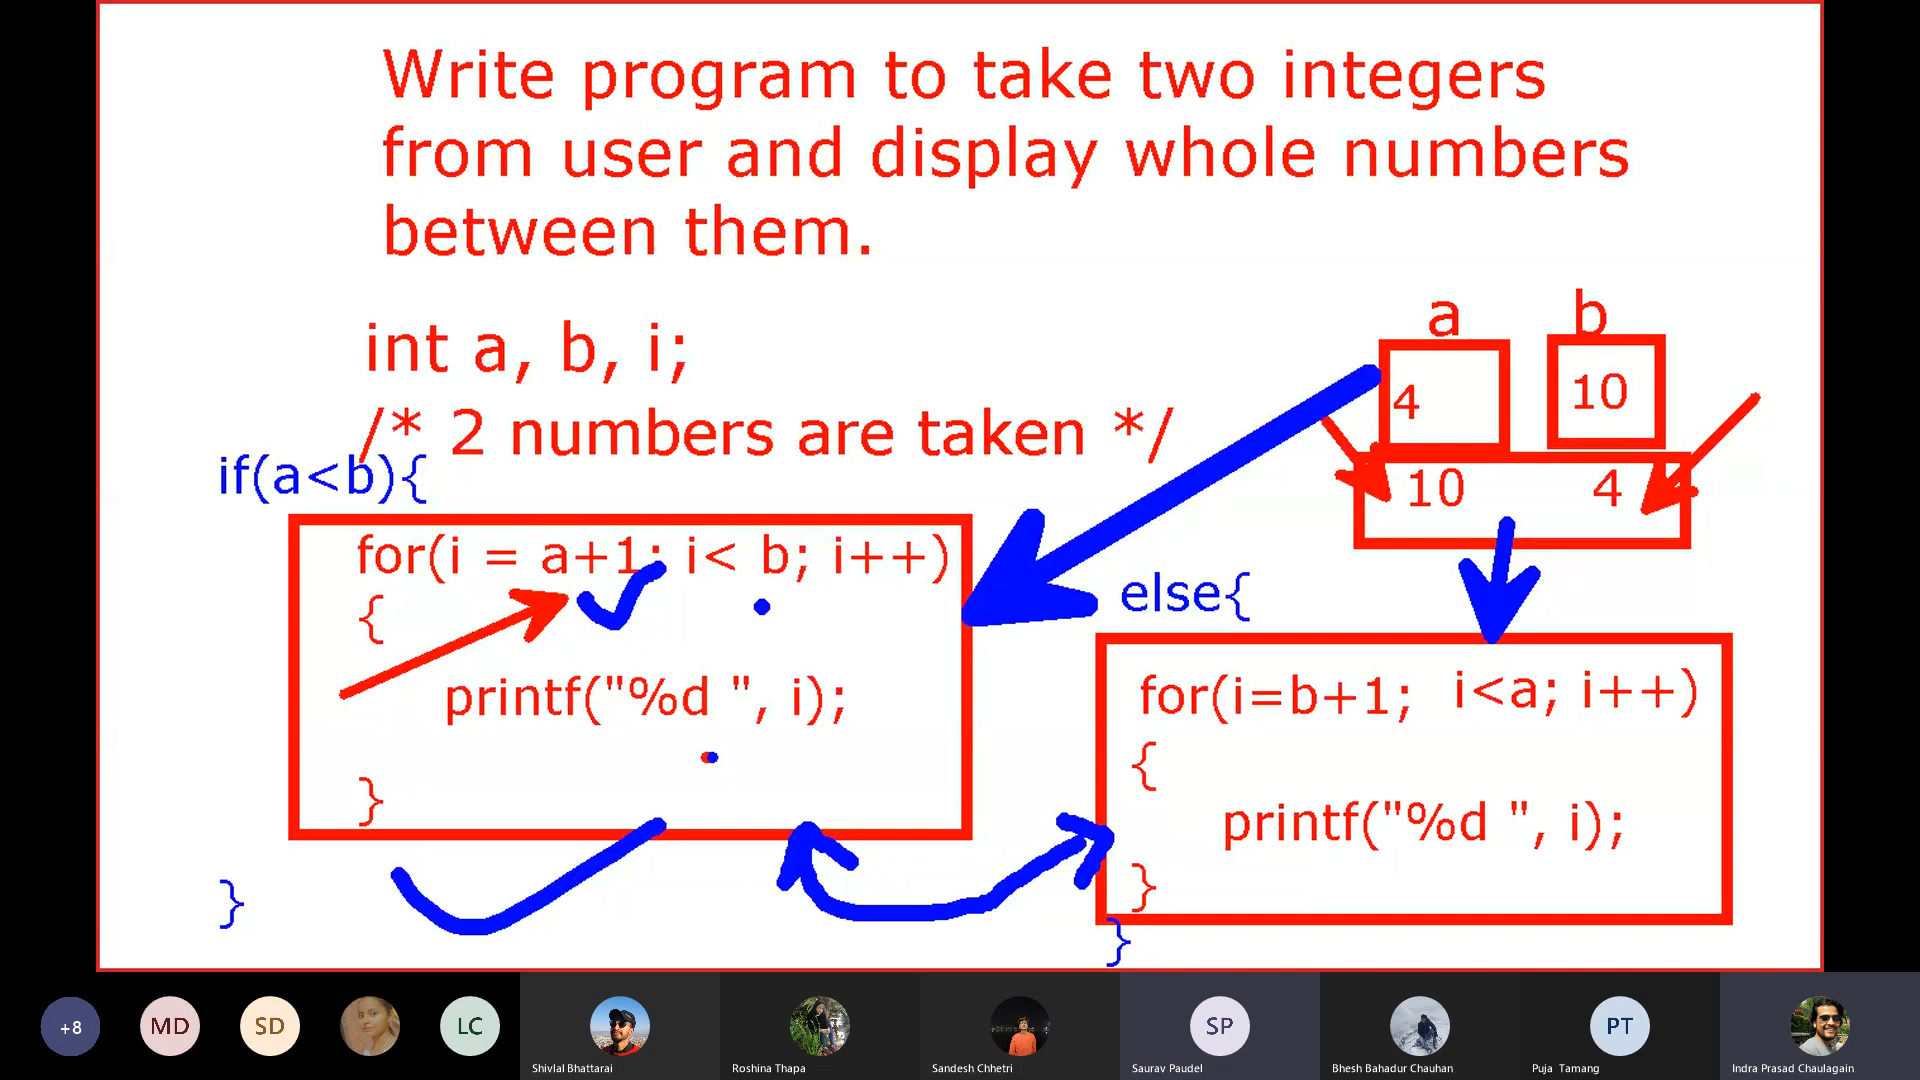 Write program to take two integers
from user and display whole numbers
between them.
int a, b, i;
/* 2 numbers are taken */
a b
4 10
10 4
if(a<b){
for(i = a+1; i< b; i++)
{
printf("%d ", i);
}
}
else{
for(i=b+1; i<a; i++)
{
printf("%d ", i);
}
}
+8 MD SD LC SP PT
Shivlal Bhattarai Roshina Thapa Sandesh Chhetri Saurav Paudel Bhesh Bahadur Chauhan Puja Tamang Indra Prasad Chaulagain